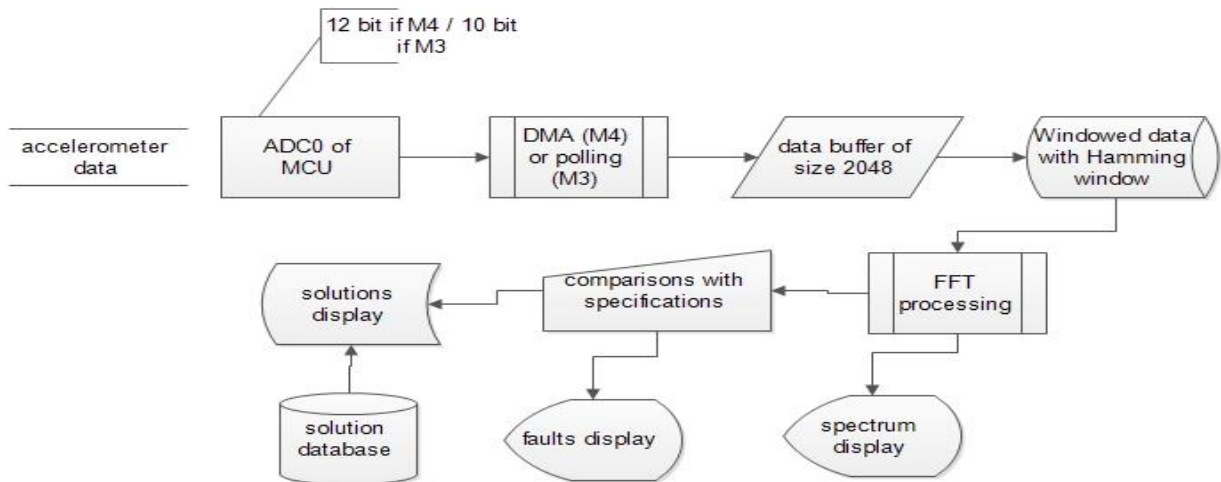 12 bit if M4 / 10 bit
if M3
accelerometer
data
ADC0 of
MCU
DMA (M4)
or polling
(M3)
data buffer of
size 2048
Windowed data
with Hamming
window
solutions
display
comparisons with
specifications
FFT
processing
solution
database
faults display
spectrum
display